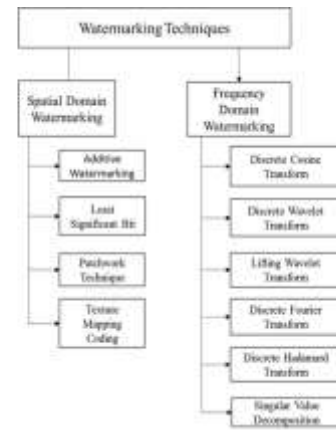 Watermarking Techniques
Spatial Domain
Watermarking
Additive
Watermarking
Least
Significant Bit
Patchwork
Technique
Texture
Mapping
Coding
Frequency
Domain
Watermarking
Discrete Cosine
Transform
Discrete Wavelet
Transform
Lifting Wavelet
Transform
Discrete Fourier
Transform
Discrete Hadamard
Transform
Singular Value
Decomposition